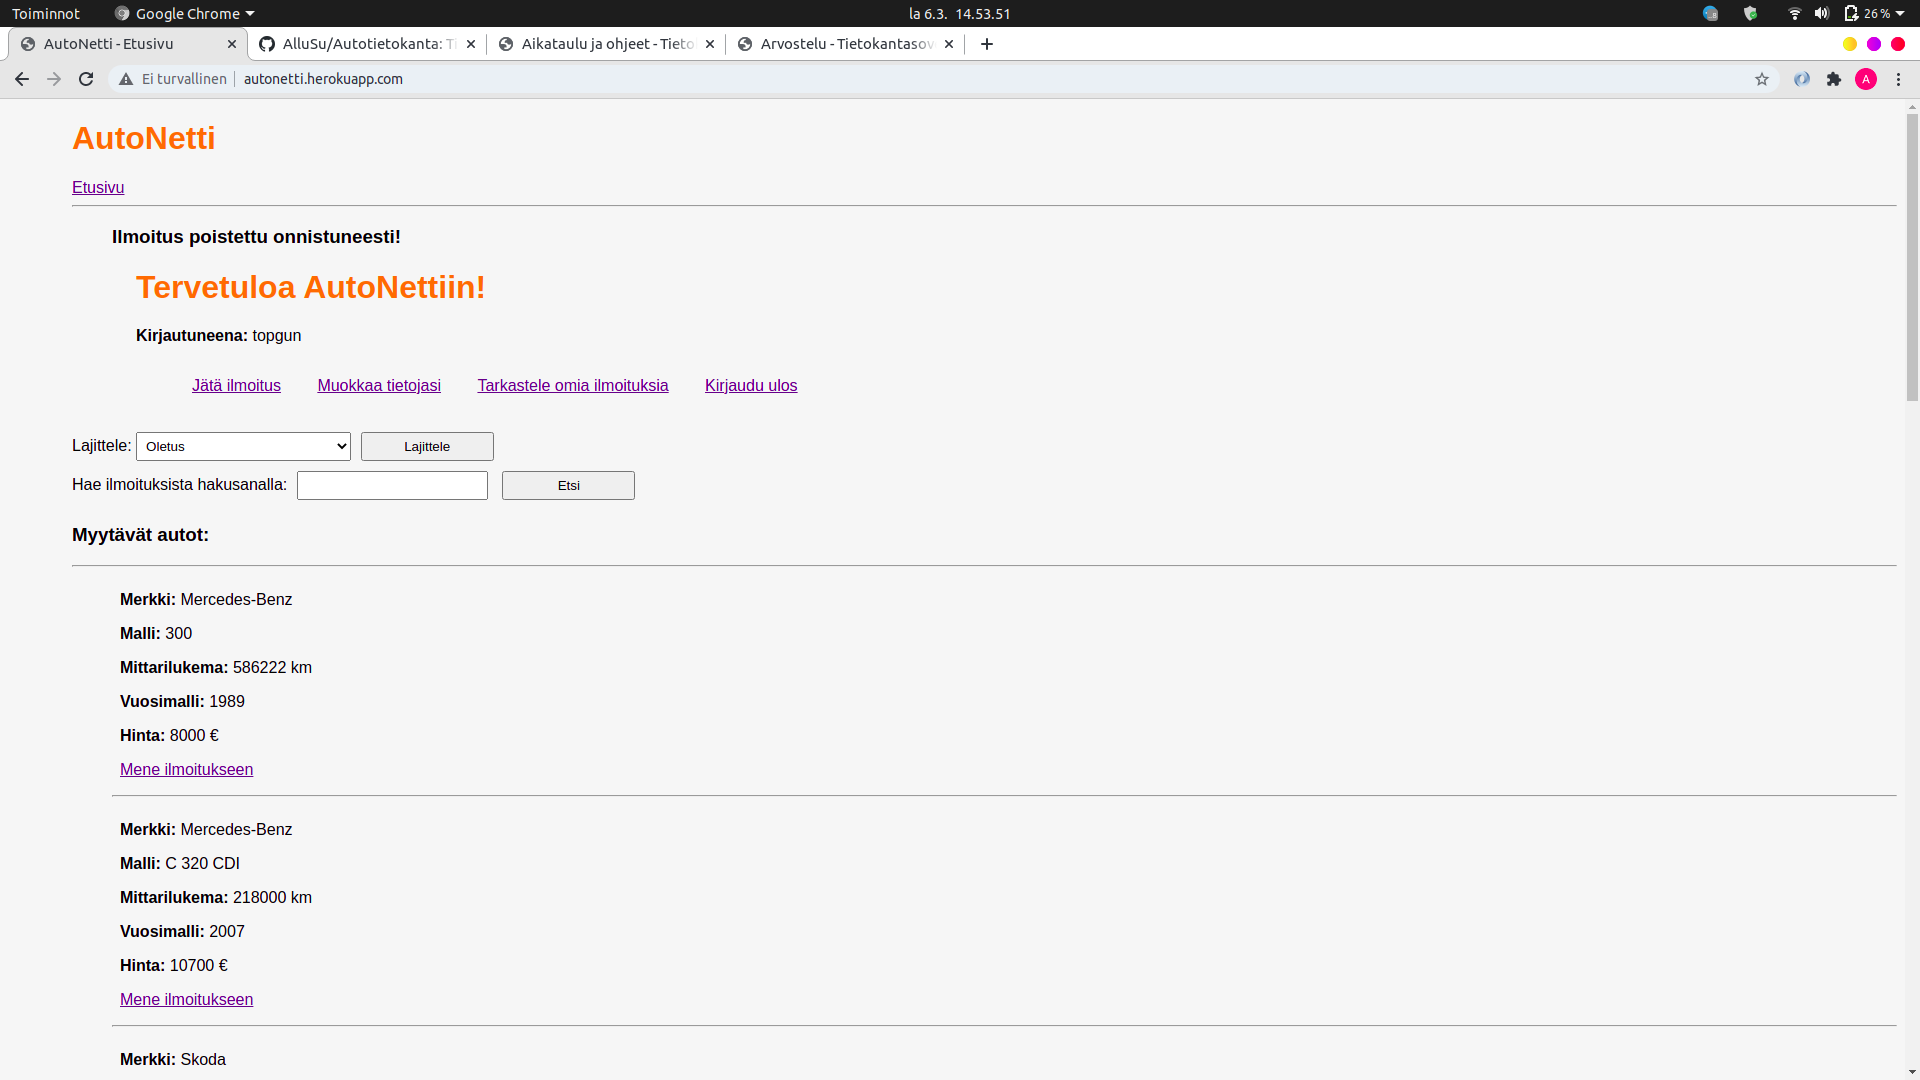 Toiminnot Google Chrome la 6.3. 14.53.51 26 %
AutoNetti - Etusivu AlluSu/Autotietokanta: Ti Aikataulu ja ohjeet - Tieto Arvostelu - Tietokantasov
Ei turvallinen autonetti.herokuapp.com A
AutoNetti
Etusivu
Ilmoitus poistettu onnistuneesti!
Tervetuloa AutoNettiin!
Kirjautuneena: topgun
Jätä ilmoitus Muokkaa tietojasi Tarkastele omia ilmoituksia Kirjaudu ulos
Lajittele: Oletus Lajittele
Hae ilmoituksista hakusanalla: Etsi
Myytävät autot:
Merkki: Mercedes-Benz
Malli: 300
Mittarilukema: 586222 km
Vuosimalli: 1989
Hinta: 8000 €
Mene ilmoitukseen
Merkki: Mercedes-Benz
Malli: C 320 CDI
Mittarilukema: 218000 km
Vuosimalli: 2007
Hinta: 10700 €
Mene ilmoitukseen
Merkki: Skoda